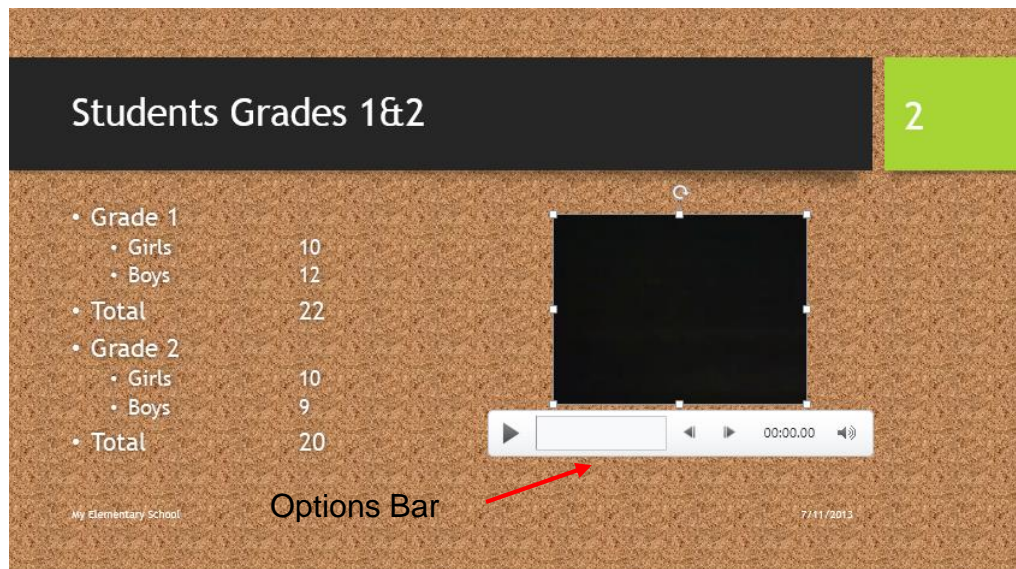 Students Grades 1&2
2
• Grade 1
• Girls 10
• Boys 12
• Total 22
• Grade 2
• Girls 10
• Boys 9
• Total 20
00:00.00
Options Bar
My Elementary School
7/11/2013